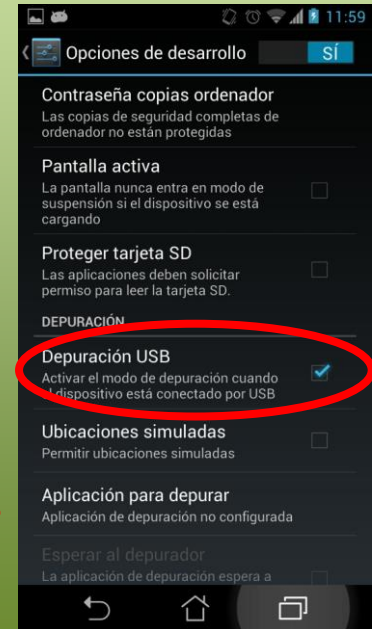 11:59
Opciones de desarrollo SÍ
Contraseña copias ordenador
Las copias de seguridad completas de
ordenador no están protegidas
Pantalla activa
La pantalla nunca entra en modo de
suspensión si el dispositivo se está
cargando
Proteger tarjeta SD
Las aplicaciones deben solicitar
permiso para leer la tarjeta SD.
DEPURACIÓN
Depuración USB
Activar el modo de depuración cuando
el dispositivo está conectado por USB
Ubicaciones simuladas
Permitir ubicaciones simuladas
Aplicación para depurar
Aplicación de depuración no configurada
Esperar al depurador
La aplicación de depuración espera a